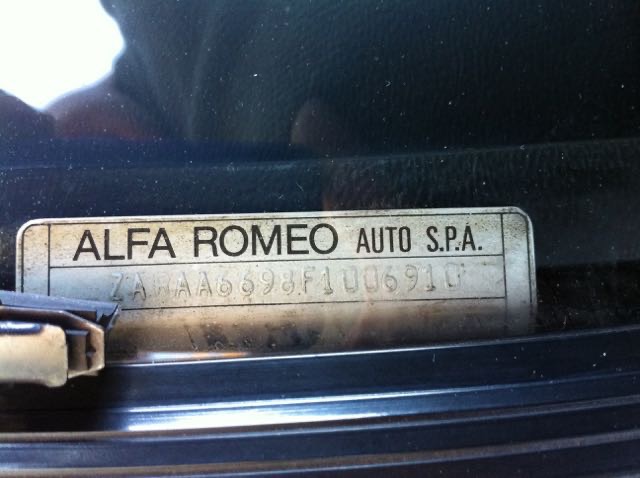 ALFA ROMEO AUTO S.P.A.
ZARAA6698F1006910